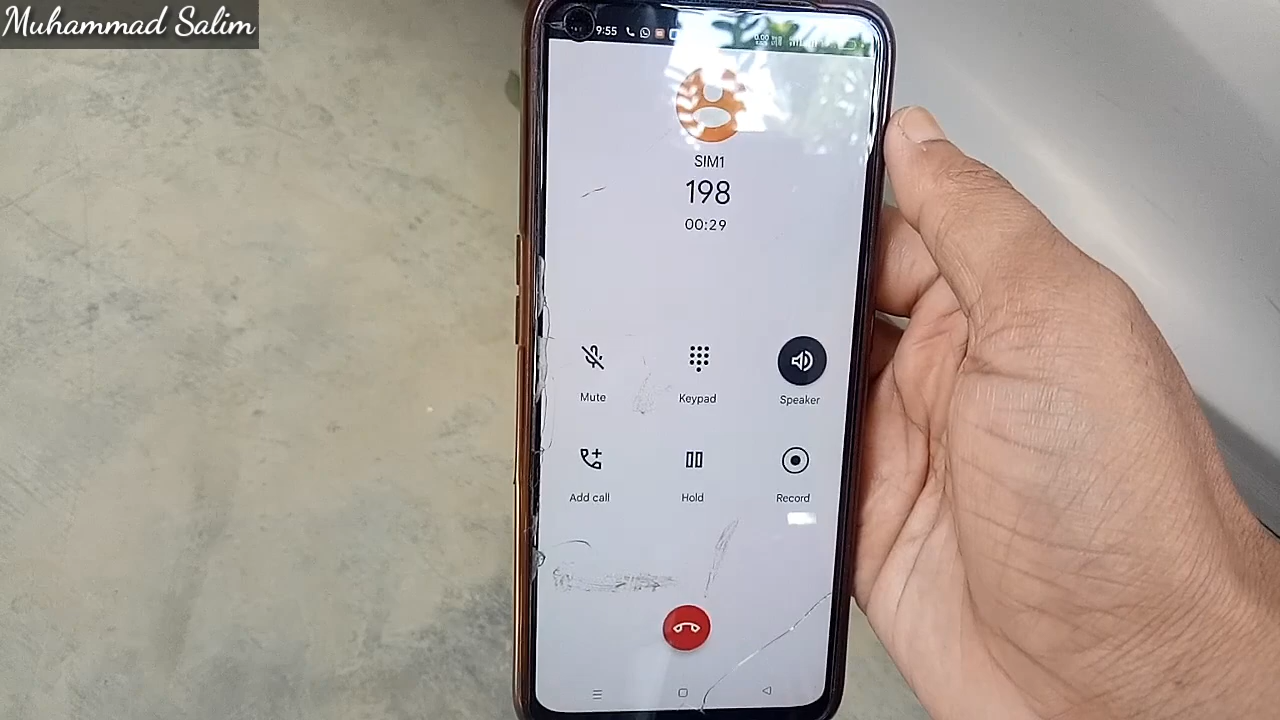 Muhammad Salim
9:55
SIM1
198
00:29
Mute Keypad Speaker
Add call Hold Record